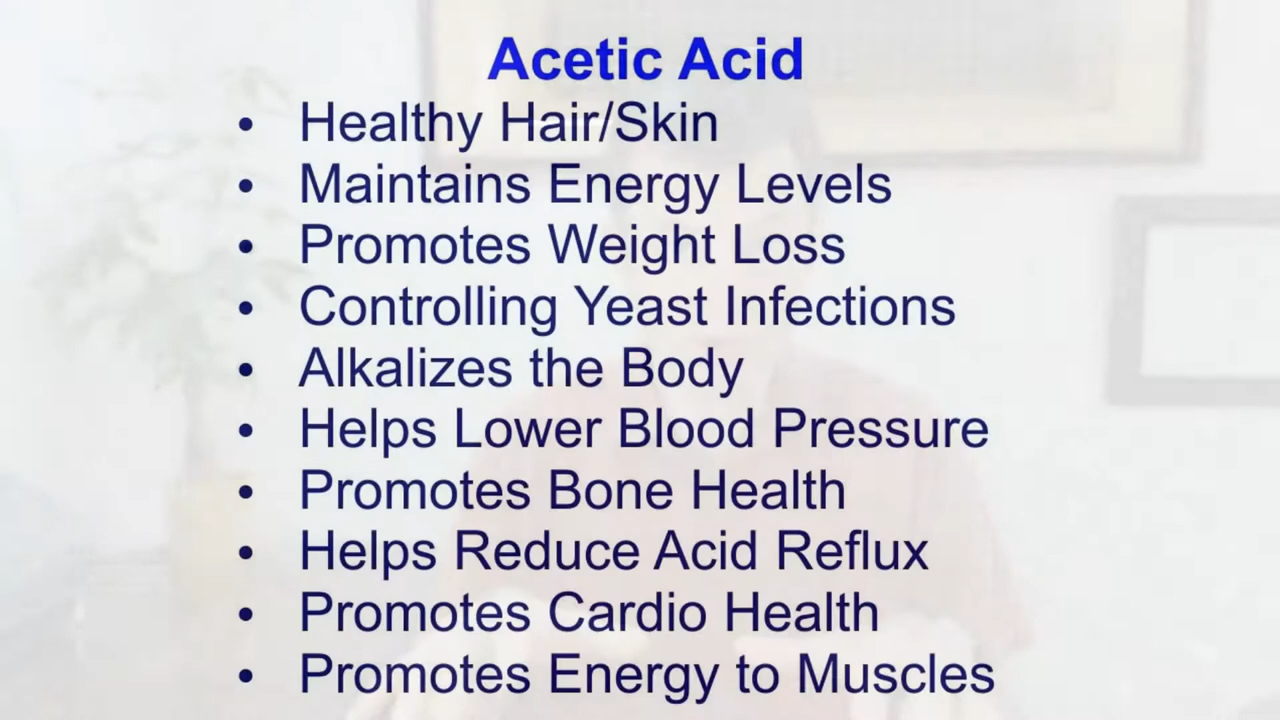 Acetic Acid
• Healthy Hair/Skin
• Maintains Energy Levels
• Promotes Weight Loss
• Controlling Yeast Infections
• Alkalizes the Body
• Helps Lower Blood Pressure
• Promotes Bone Health
• Helps Reduce Acid Reflux
• Promotes Cardio Health
• Promotes Energy to Muscles